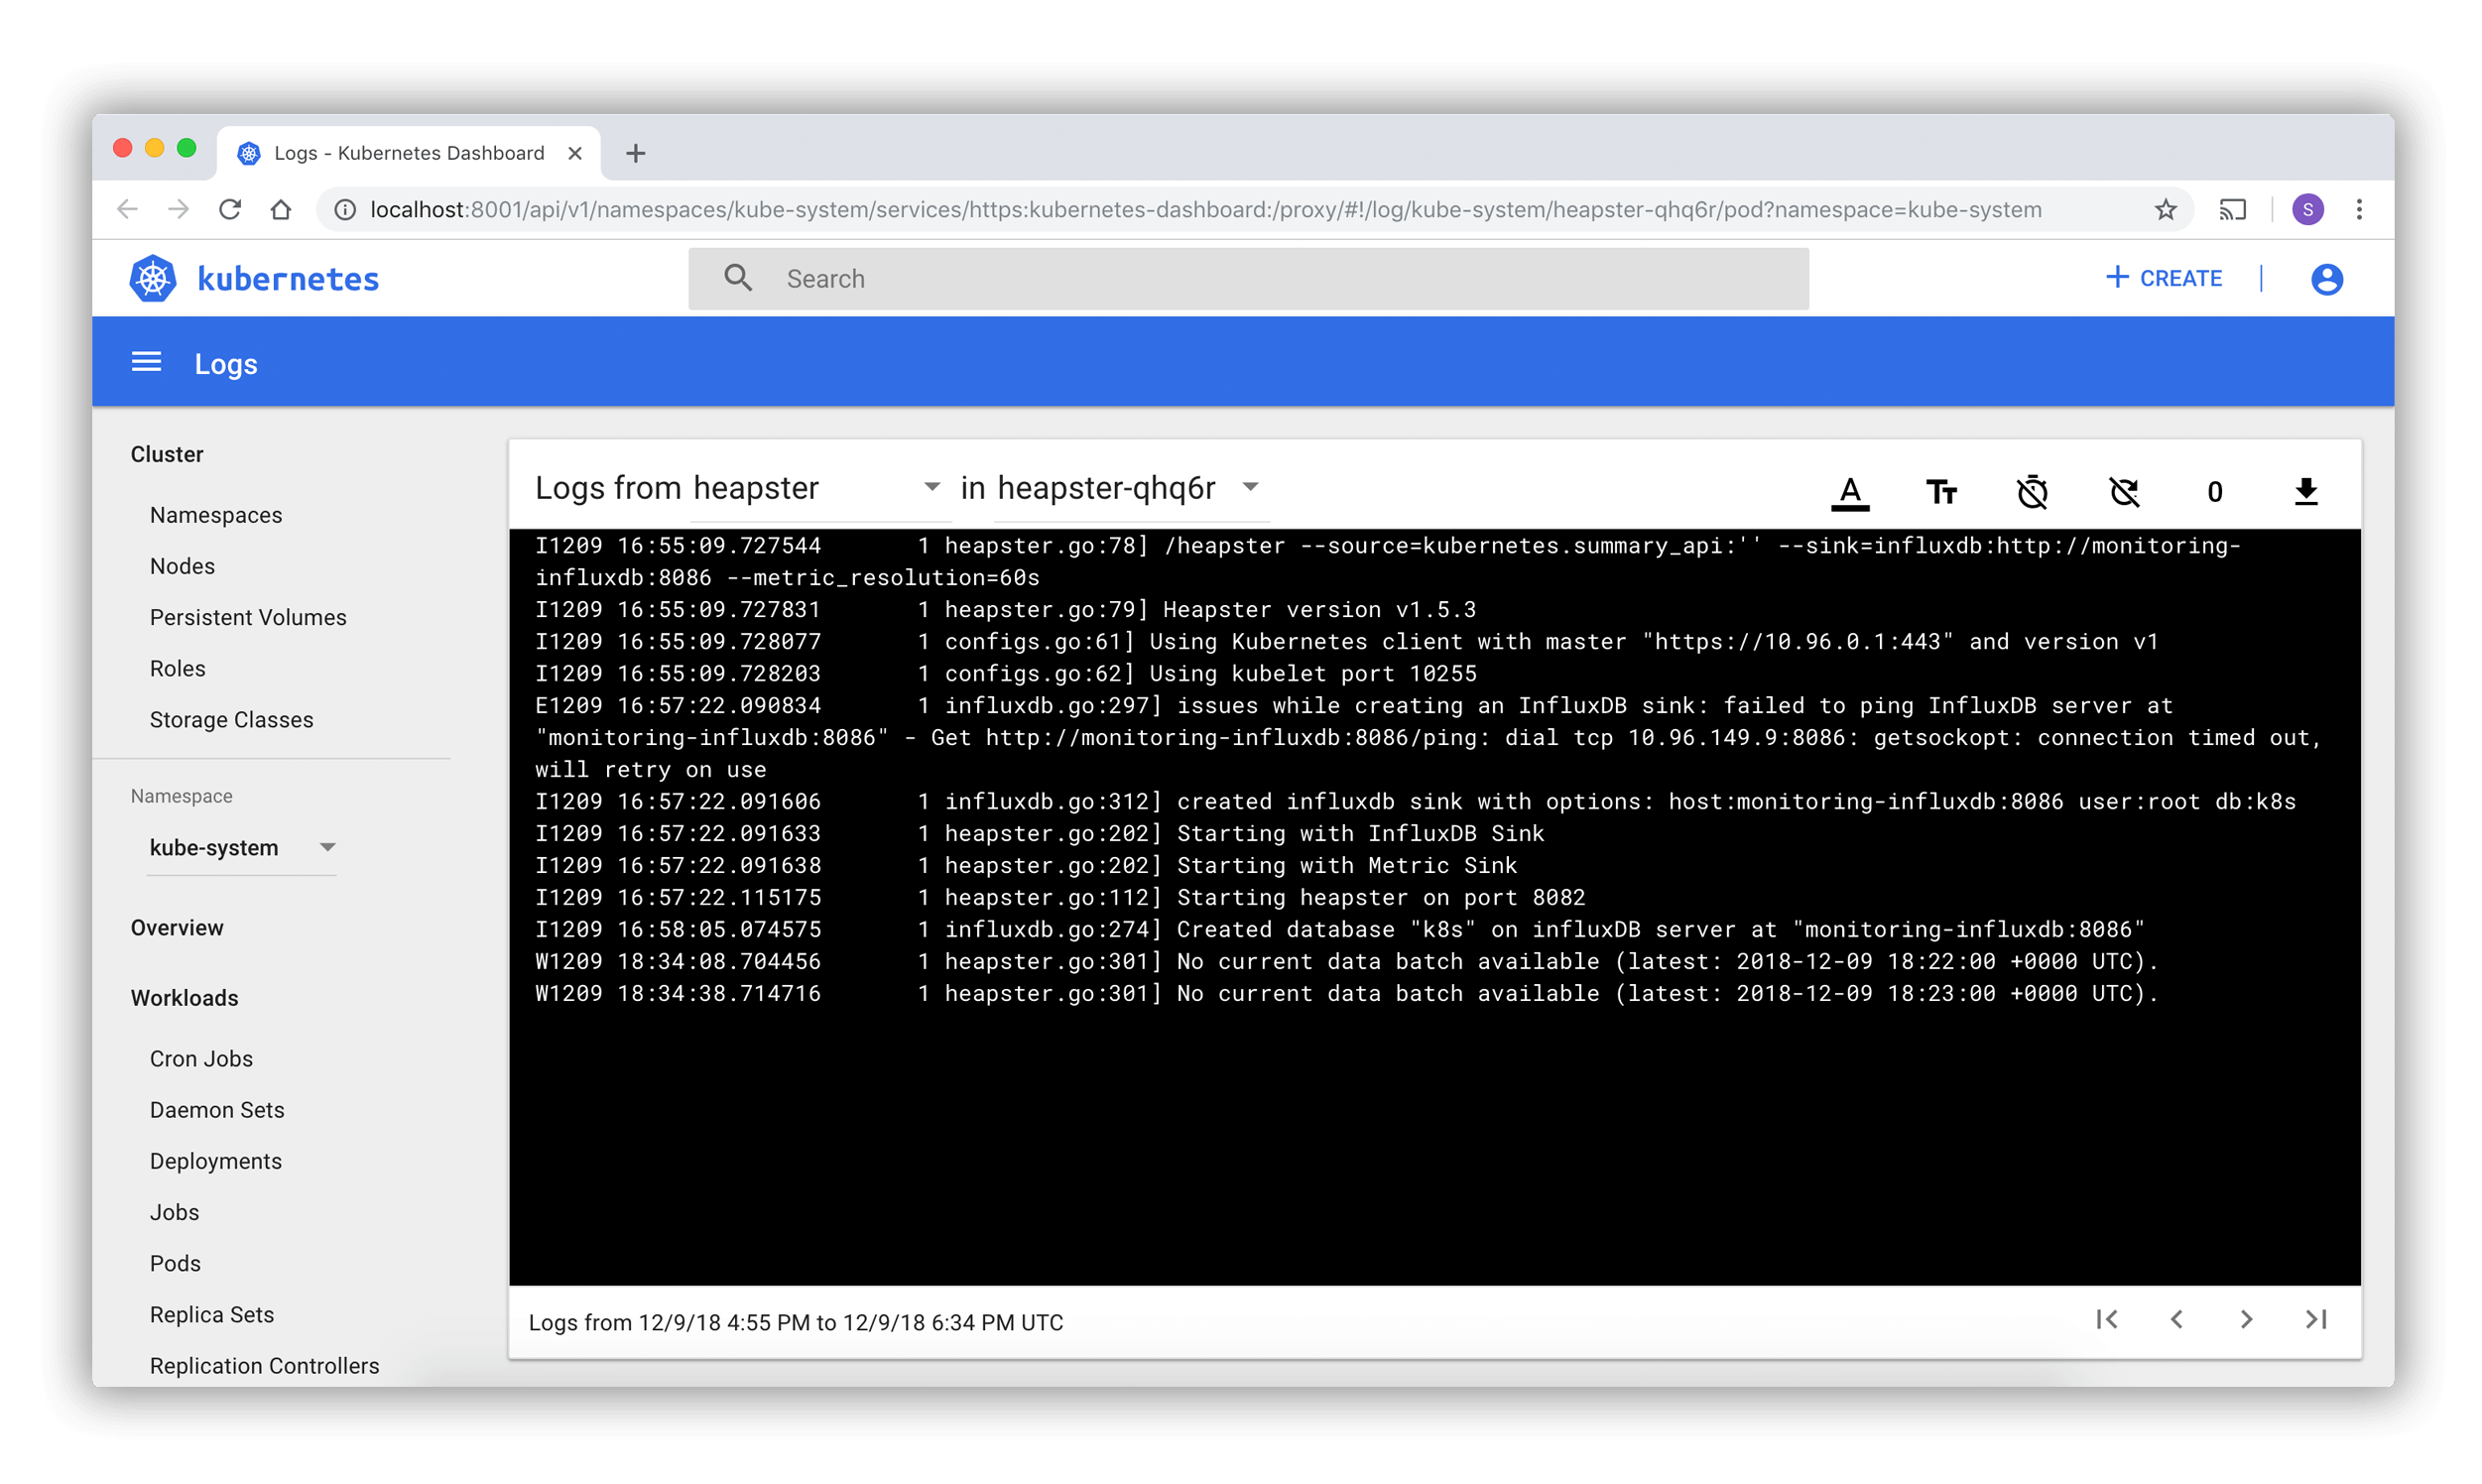 Logs - Kubernetes Dashboard
localhost:8001/api/v1/namespaces/kube-system/services/https:kubernetes-dashboard:/proxy/#!/log/kube-system/heapster-qhq6r/pod?namespace=kube-system
S
kubernetes
Search
CREATE
Logs
Cluster
Namespaces
Nodes
Persistent Volumes
Roles
Storage Classes
Namespace
kube-system
Overview
Workloads
Cron Jobs
Daemon Sets
Deployments
Jobs
Pods
Replica Sets
Replication Controllers
Logs from heapster in heapster-qhq6r
A Tт 0
I1209 16:55:09.727544       1 heapster.go:78] /heapster --source=kubernetes.summary_api:'' --sink=influxdb:http://monitoring-
influxdb:8086 --metric_resolution=60s
I1209 16:55:09.727831       1 heapster.go:79] Heapster version v1.5.3
I1209 16:55:09.728077       1 configs.go:61] Using Kubernetes client with master "https://10.96.0.1:443" and version v1
I1209 16:55:09.728203       1 configs.go:62] Using kubelet port 10255
E1209 16:57:22.090834       1 influxdb.go:297] issues while creating an InfluxDB sink: failed to ping InfluxDB server at
"monitoring-influxdb:8086" - Get http://monitoring-influxdb:8086/ping: dial tcp 10.96.149.9:8086: getsockopt: connection timed out,
will retry on use
I1209 16:57:22.091606       1 influxdb.go:312] created influxdb sink with options: host:monitoring-influxdb:8086 user:root db:k8s
I1209 16:57:22.091633       1 heapster.go:202] Starting with InfluxDB Sink
I1209 16:57:22.091638       1 heapster.go:202] Starting with Metric Sink
I1209 16:57:22.115175       1 heapster.go:112] Starting heapster on port 8082
I1209 16:58:05.074575       1 influxdb.go:274] Created database "k8s" on influxDB server at "monitoring-influxdb:8086"
W1209 18:34:08.704456       1 heapster.go:301] No current data batch available (latest: 2018-12-09 18:22:00 +0000 UTC).
W1209 18:34:38.714716       1 heapster.go:301] No current data batch available (latest: 2018-12-09 18:23:00 +0000 UTC).
Logs from 12/9/18 4:55 PM to 12/9/18 6:34 PM UTC